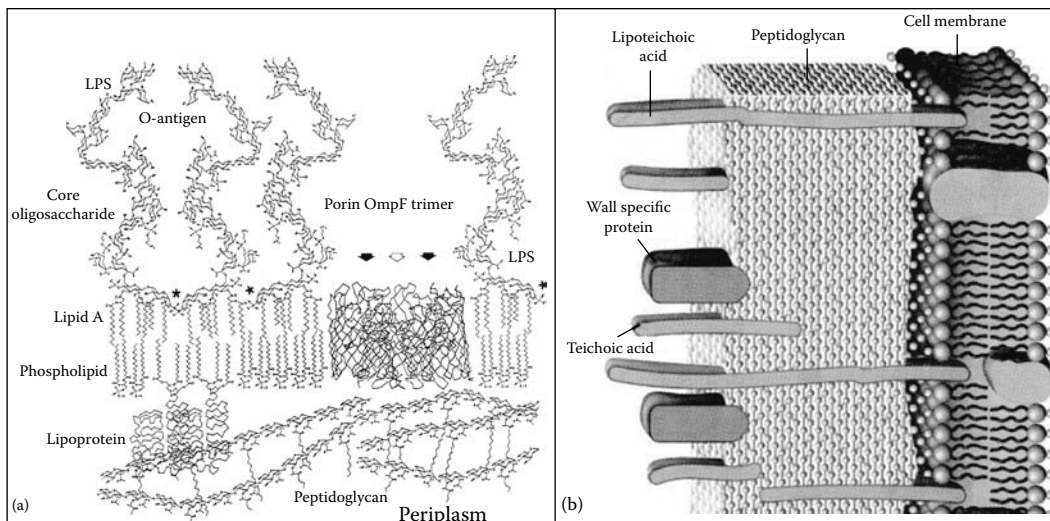 LPS
O-antigen
Core
oligosaccharide
Porin OmpF trimer
LPS
Lipid A
Phospholipid
Lipoprotein
Peptidoglycan
Periplasm
(a)
Cell membrane
Lipoteichoic
acid
Peptidoglycan
Wall specific
protein
Teichoic acid
(b)